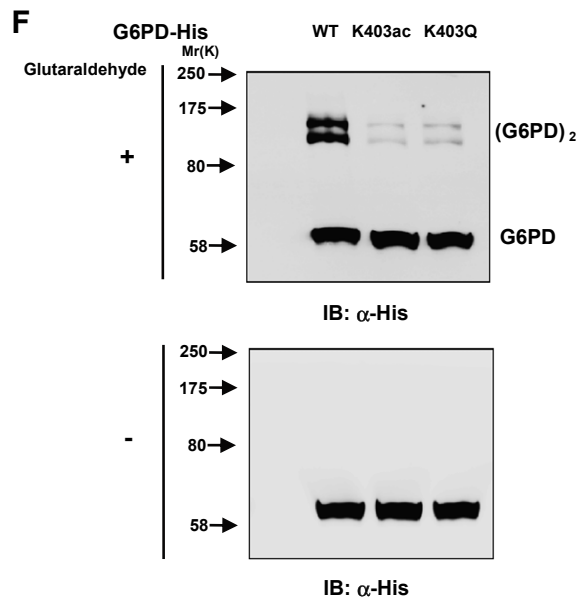 F
G6PD-His WT K403ac K403Q
Mr(K)
Glutaraldehyde
250
175
(G6PD) 2
+
80
G6PD
58
IB: α-His
250
175
-
80
58
IB: α-His